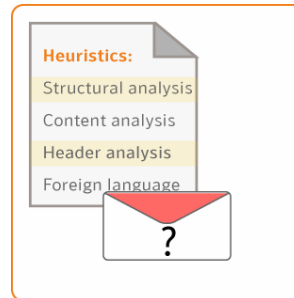 Heuristics:
Structural analysis
Content analysis
Header analysis
Foreign language
?